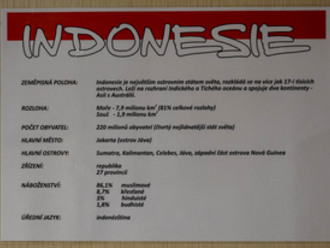 INDONESIE
ZEMĚPISNÁ POLOHA: Indonesie je největším ostrovním státem světa, rozkládá se na více jak 17-i tisících
ostrovech. Leží na rozhraní Indického a Tichého oceánu a spojuje dva kontinenty -
Asii s Austrálií.
ROZLOHA: Moře - 7,9 milionu km² (81% celkové rozlohy)
Souš - 1,9 milionu km²
POČET OBYVATEL: 220 milionů obyvatel (čtvrtý nejlidnatější stát světa)
HLAVNÍ MĚSTO: Jakarta (ostrov Jáva)
HLAVNÍ OSTROVY: Sumatra, Kalimantan, Celebes, Jáva, západní část ostrova Nová Guinea
ZŘÍZENÍ: republika
27 provincií
NÁBOŽENSTVÍ: 86,1% muslimové
8,7% křesťané
3% hinduisté
1,8% budhisté
ÚŘEDNÍ JAZYK: indonéština